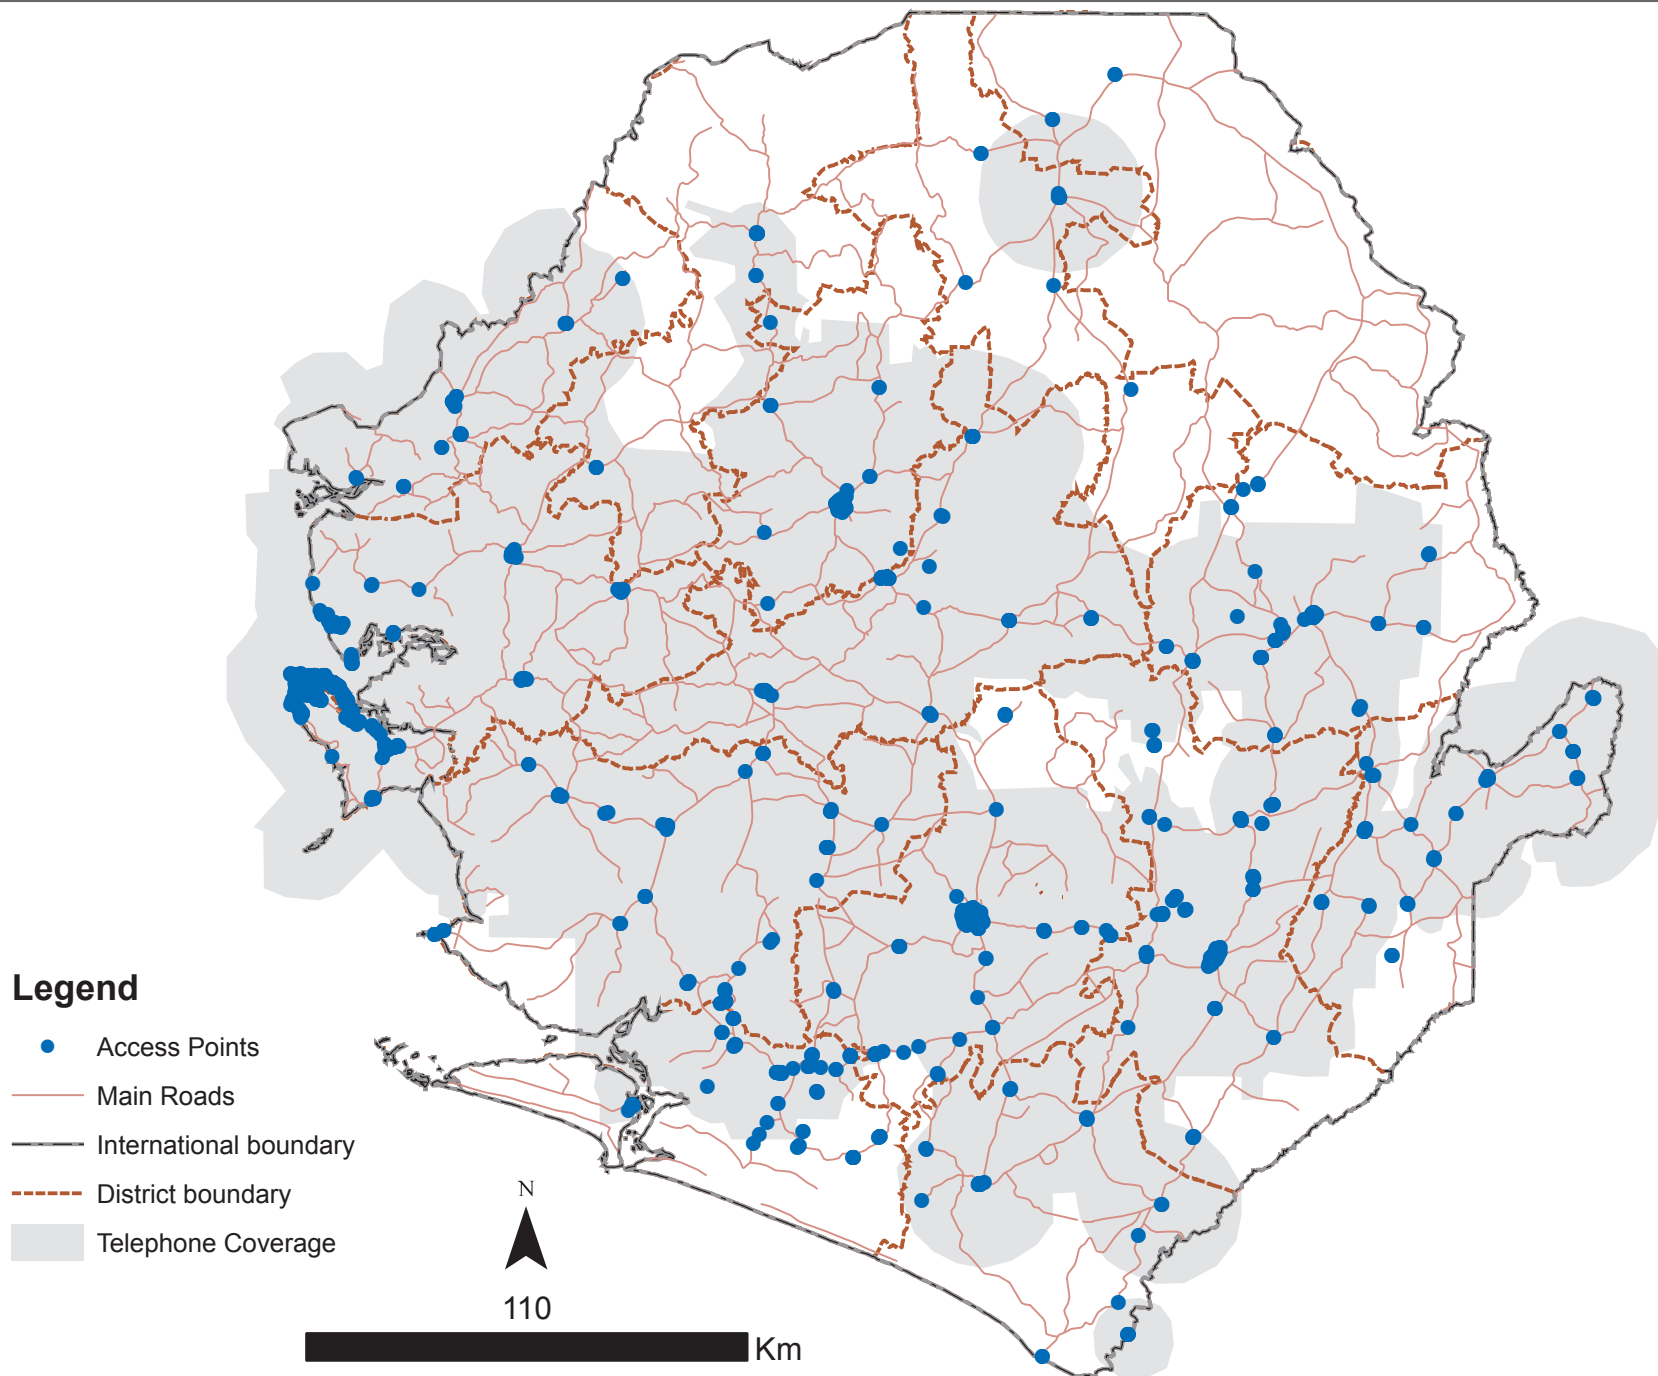 Legend
Access Points
Main Roads
International boundary
District boundary
Telephone Coverage
N
110
Km